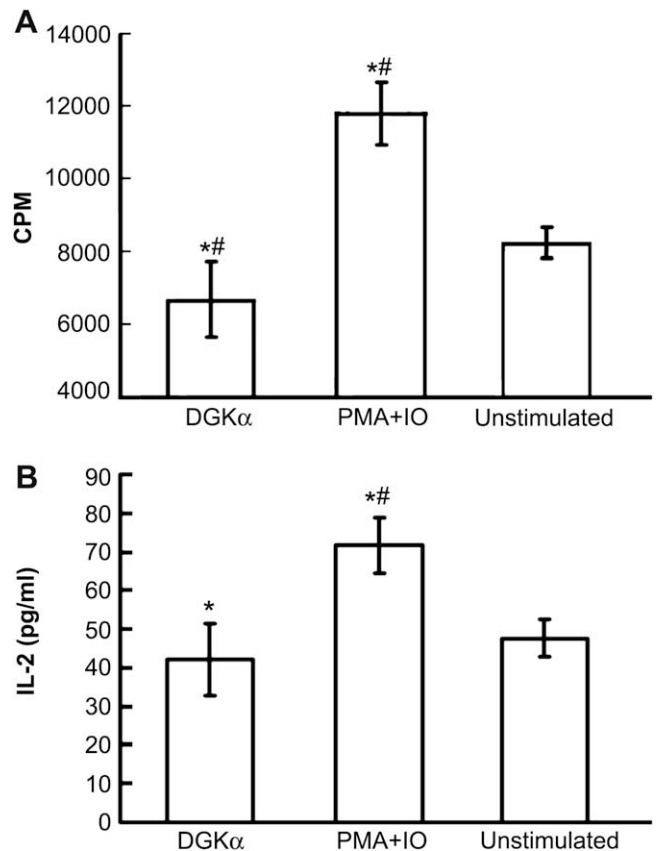 A
14000
12000
10000
8000
6000
4000
CPM
*#
*#
DGKα
PMA+IO
Unstimulated
B
90
80
70
60
50
40
30
20
10
0
IL-2 (pg/ml)
*
*#
DGKα
PMA+IO
Unstimulated